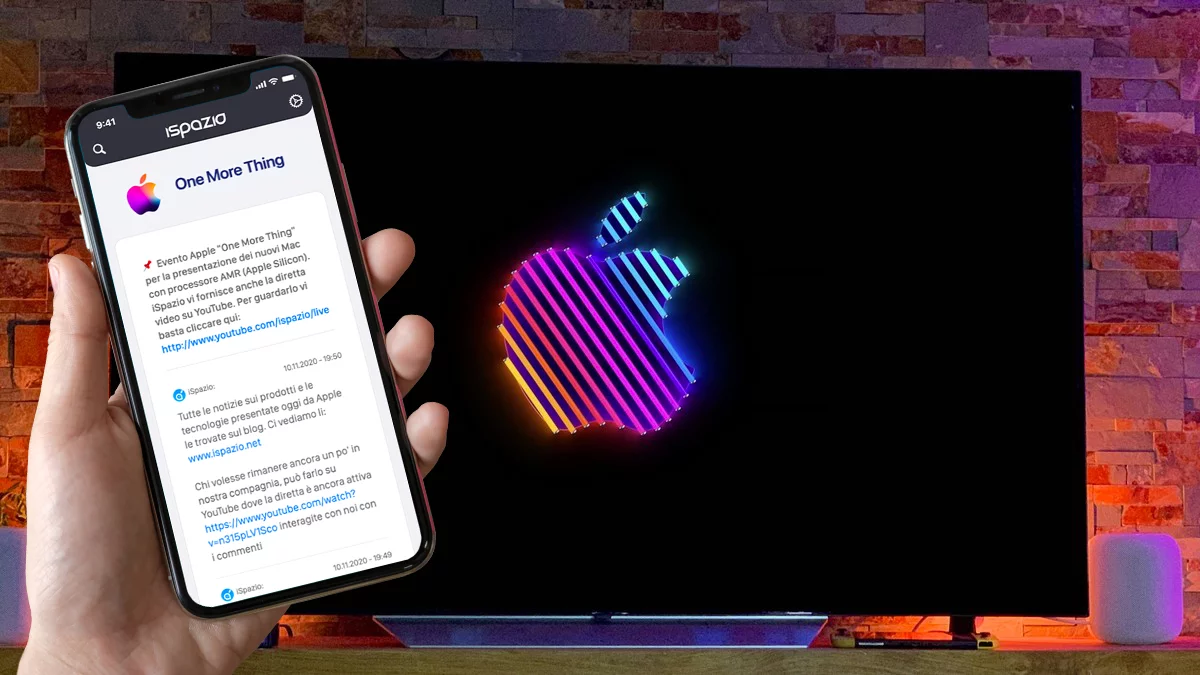 9:41
ispazio
One More Thing
Evento Apple "One More Thing"
per la presentazione dei nuovi Mac
con processore AMR (Apple Silicon).
iSpazio vi fornisce anche la diretta
video su YouTube. Per guardarlo vi
basta cliccare qui:
http://www.youtube.com/ispazio/live
iSpazio:
10.11.2020 - 19:50
Tutte le notizie sui prodotti e le
tecnologie presentate oggi da Apple
le trovate sul blog. Ci vediamo lì:
www.ispazio.net
Chi volesse rimanere ancora un po' in
nostra compagnia, può farlo su
YouTube dove la diretta è ancora attiva
https://www.youtube.com/watch?
v=n315pLV1Sco interagite con noi con
i commenti
iSpazio:
10.11.2020 - 19:49